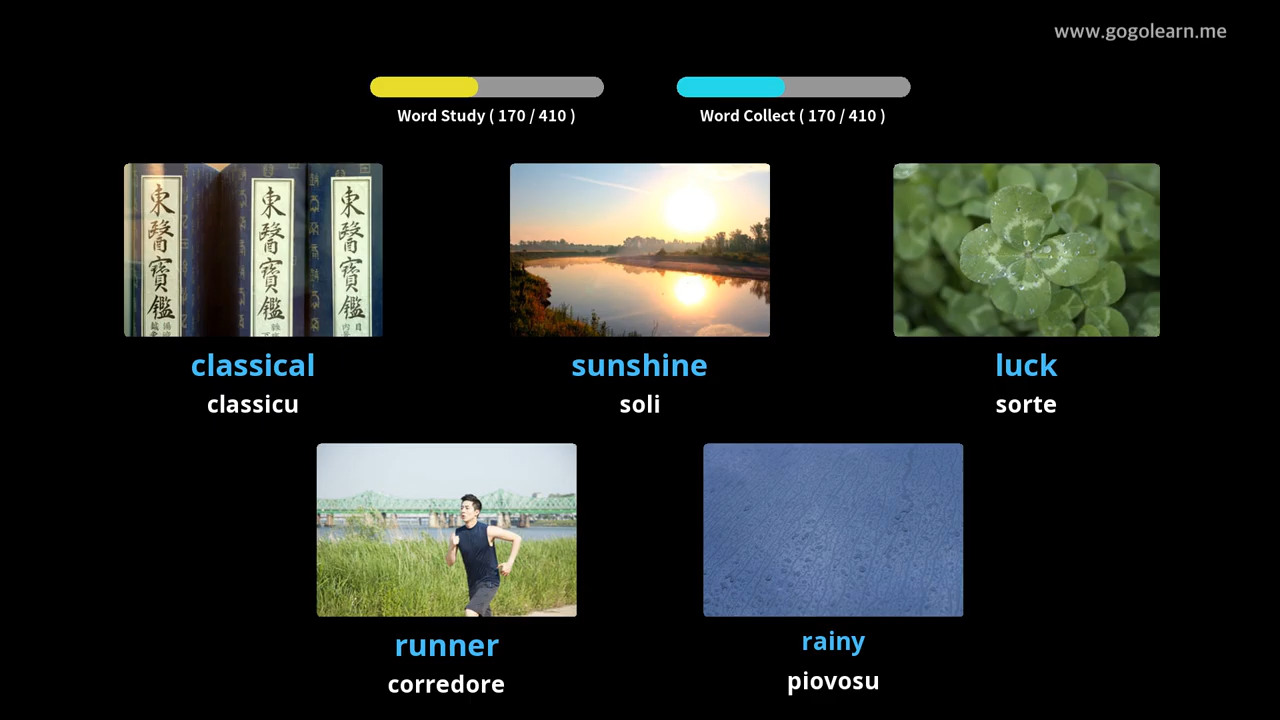 www.gogolearn.me
Word Study ( 170 / 410 )
Word Collect ( 170 / 410 )
東醫寶鑑
東醫寶鑑
東醫寶鑑
classical
sunshine
luck
classicu
soli
sorte
runner
rainy
corredore
piovosu